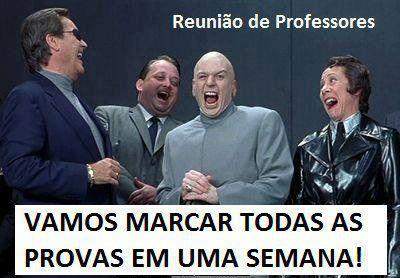 Reunião de Professores
VAMOS MARCAR TODAS AS
PROVAS EM UMA SEMANA!